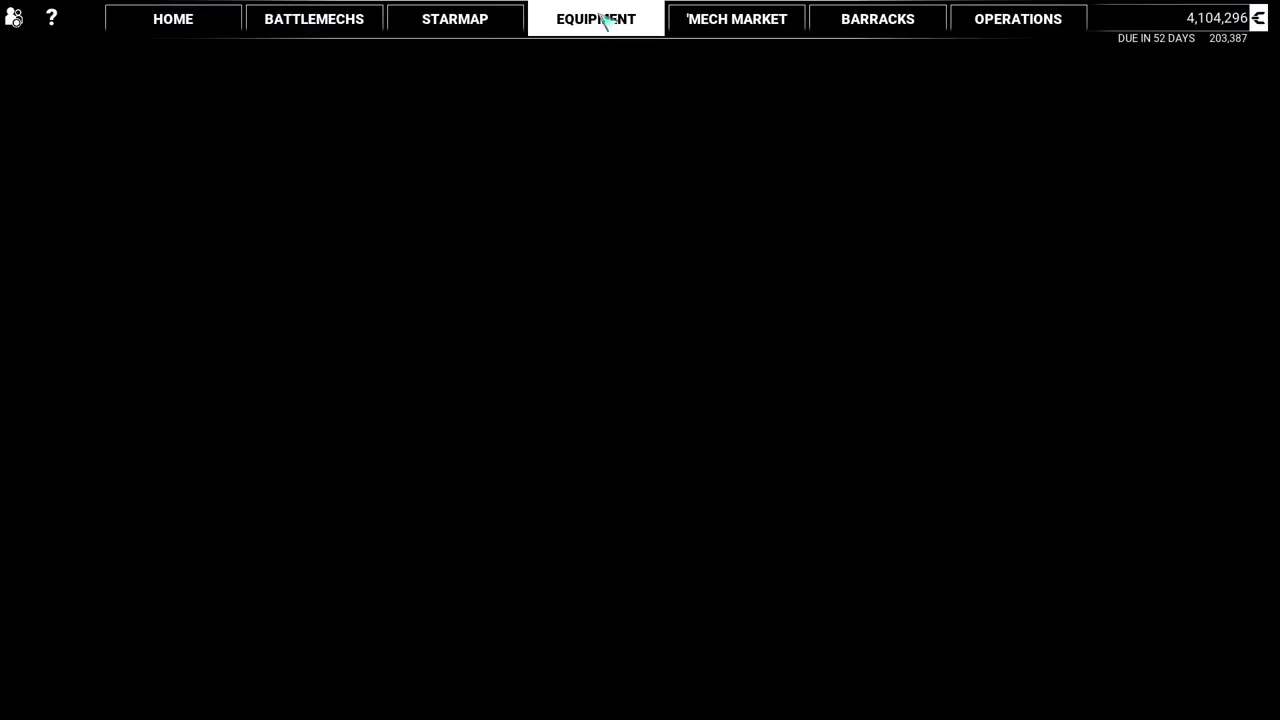 ?
HOME
BATTLEMECHS
STARMAP
EQUIPMENT
'MECH MARKET
BARRACKS
OPERATIONS
4,104,296
DUE IN 52 DAYS 203,387